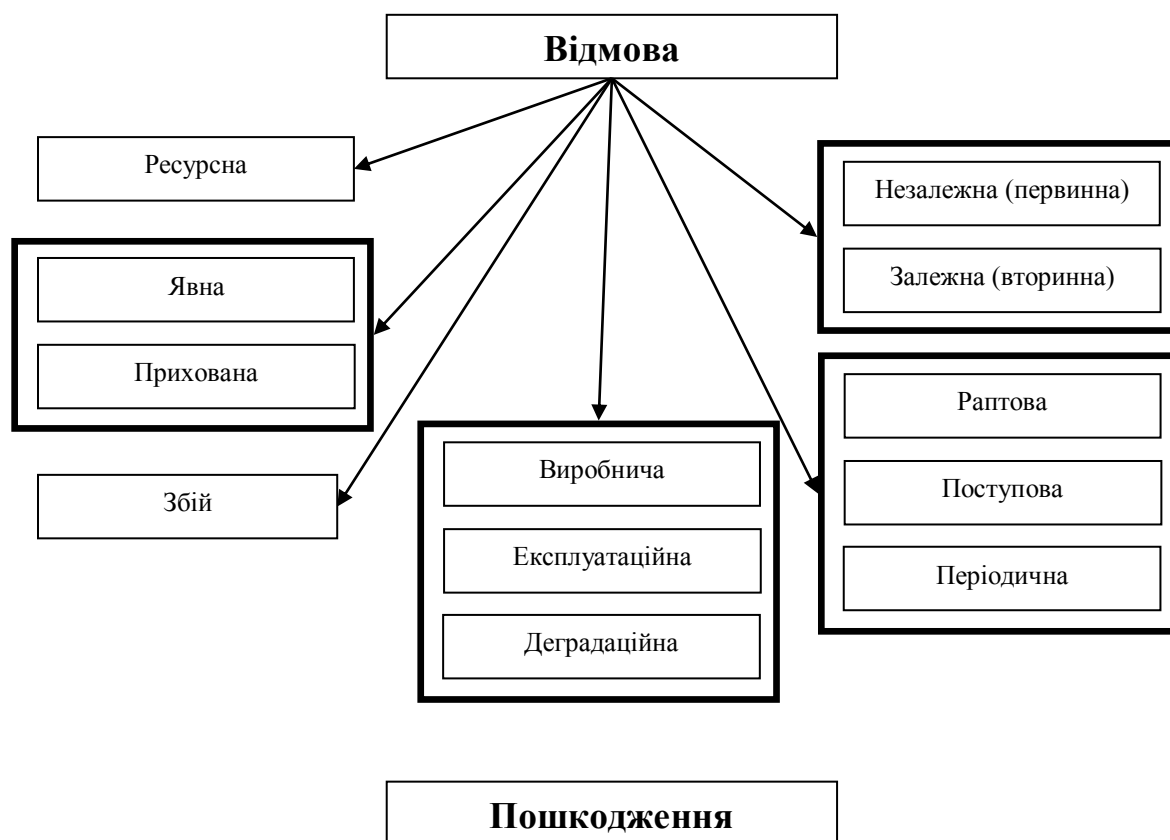 Відмова
Ресурсна
Явна
Прихована
Збій
Виробнича
Експлуатаційна
Деградаційна
Незалежна (первинна)
Залежна (вторинна)
Раптова
Поступова
Періодична
Пошкодження